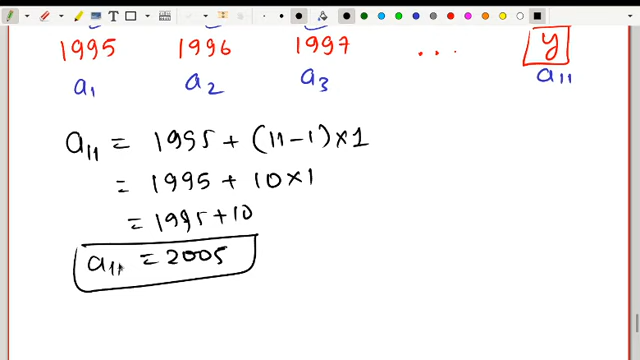 1995 1996 1997 ... y
a1 a2 a3 a11
a11 = 1995 + (11-1)×1
= 1995 + 10×1
= 1995+10
a11 = 2005